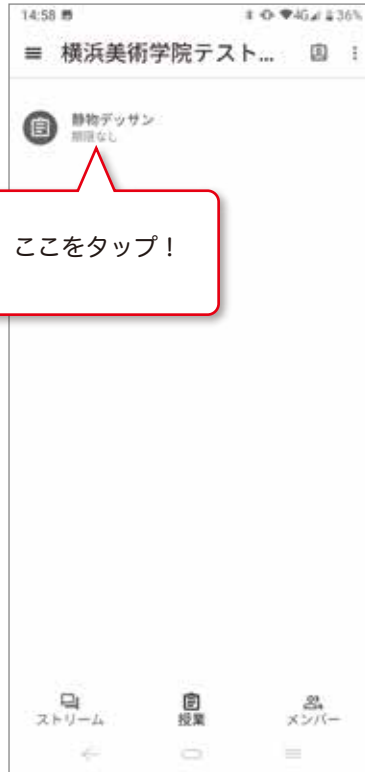 14:58 4G 36%
横浜美術学院テスト...
静物デッサン
期限なし
ここをタップ！
ストリーム 授業 メンバー